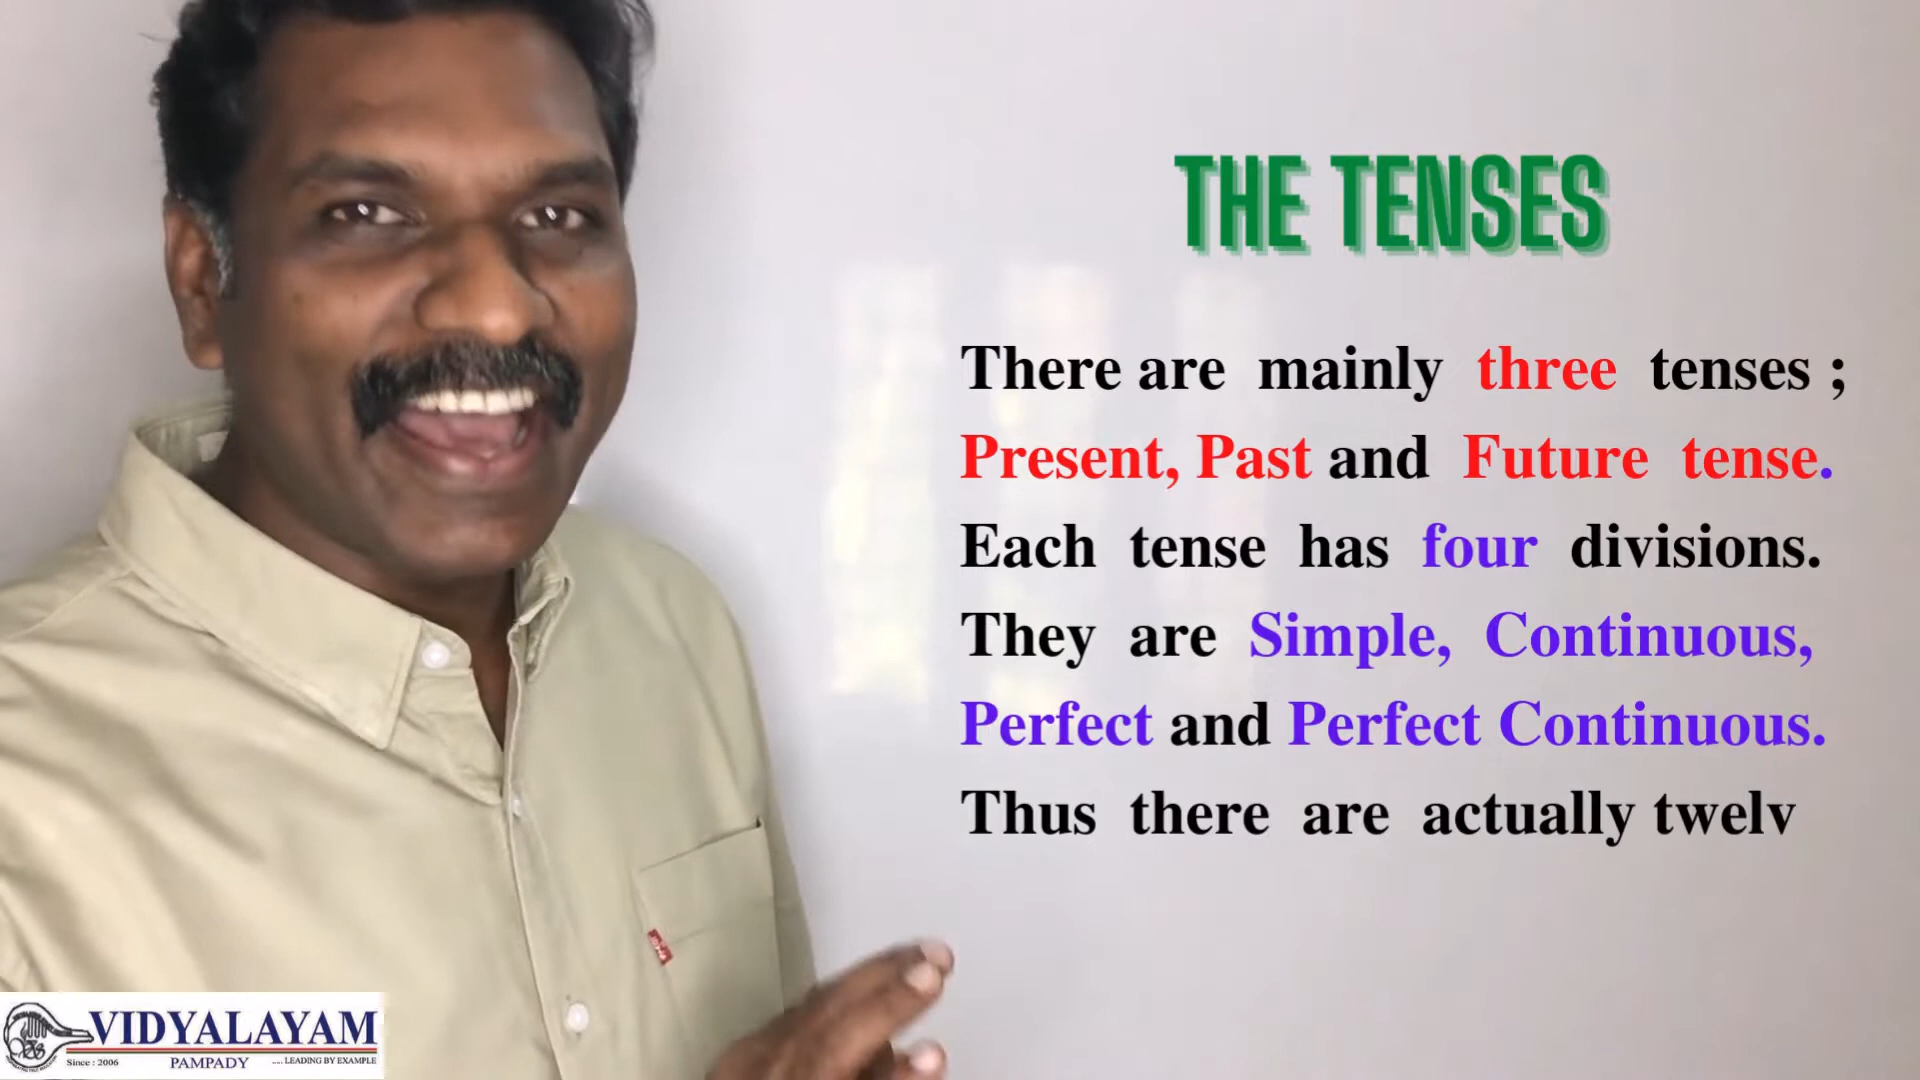 THE TENSES
There are mainly three tenses ;
Present, Past and Future tense.
Each tense has four divisions.
They are Simple, Continuous,
Perfect and Perfect Continuous.
Thus there are actually twelv
VIDYALAYAM
Since : 2006 PAMPADY ..... LEADING BY EXAMPLE